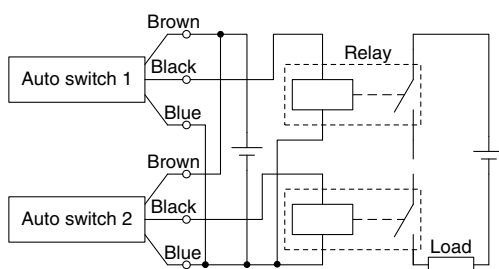 Brown
Auto switch 1
Black
Blue
Relay
Brown
Auto switch 2
Black
Blue
Load